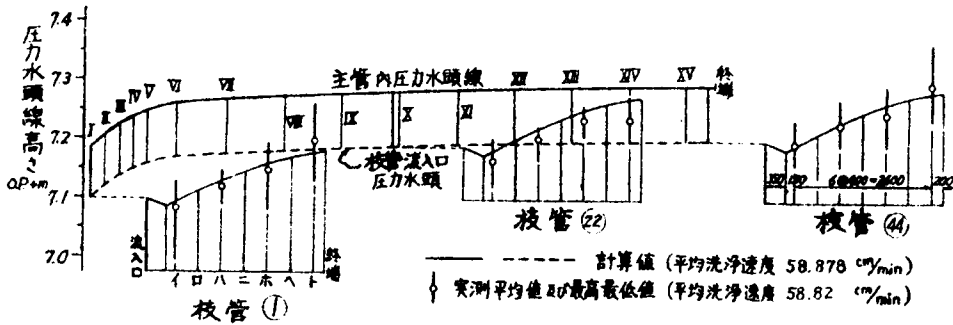 7.4
7.3
7.2
7.1
7.0
圧力水頭線高さ
O.P+m
I II III IV V VI VII VIII IX X XI XII XIII XIV XV
主管内圧力水頭線
終端
枝管流入口
圧力水頭
流入口
イ ロ ハ ニ ホ ヘ ト
終端
枝管 ①
枝管 ㉒
枝管 ㊹
200
計算値 (平均洗浄速度 58.878 cm/min)
実測平均値及び最高最低値 (平均洗浄速度 58.82 cm/min)